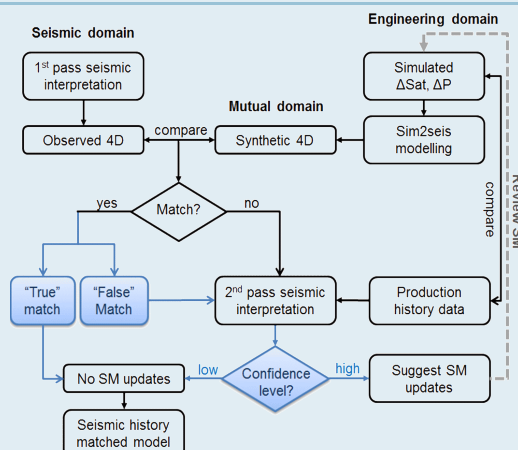 Engineering domain
Seismic domain
1st pass seismic
interpretation
Simulated
ΔSat, ΔP
Mutual domain
Observed 4D
compare
Synthetic 4D
Sim2seis
modelling
compare
Review SM
yes
Match?
no
"True"
match
"False"
Match
2nd pass seismic
interpretation
Production
history data
No SM updates
low
Confidence
level?
high
Suggest SM
updates
Seismic history
matched model